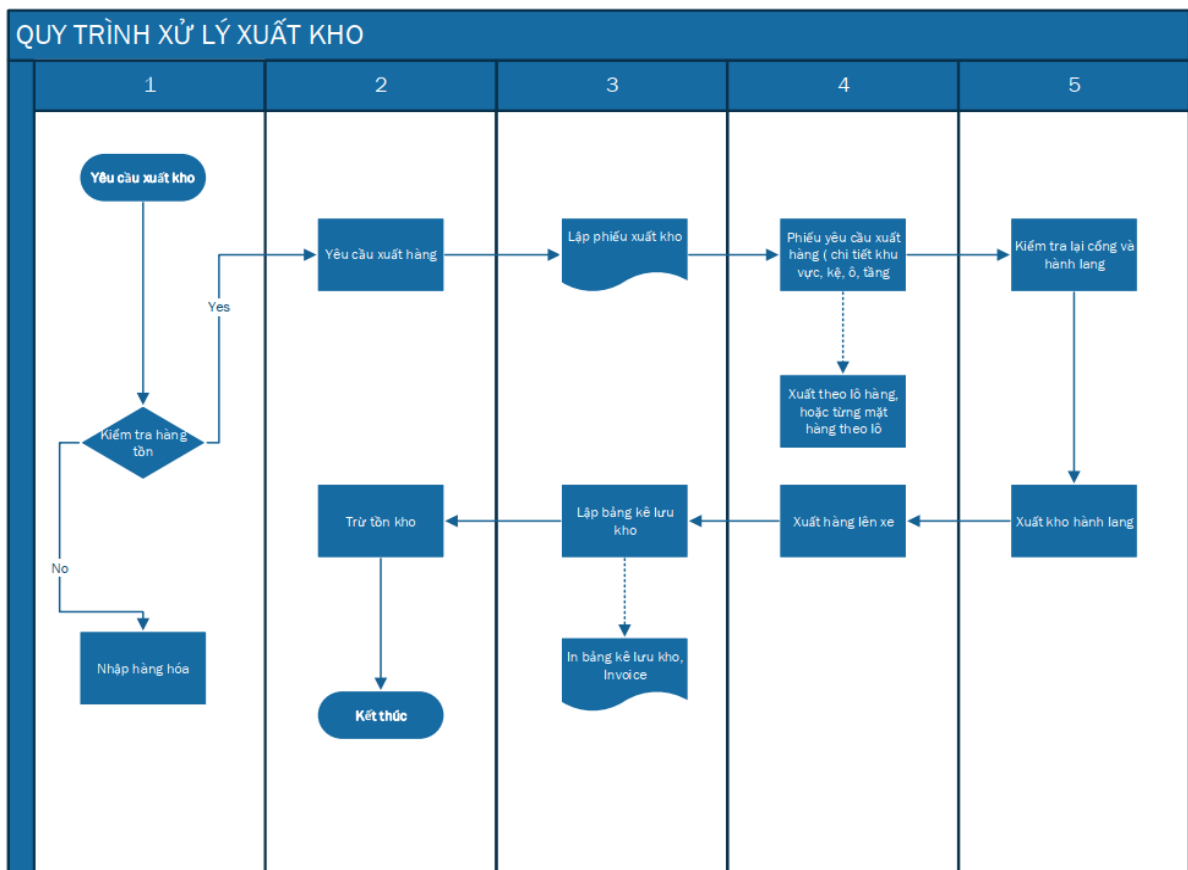 QUY TRÌNH XỬ LÝ XUẤT KHO
1
2
3
4
5
Yêu cầu xuất kho
Yêu cầu xuất hàng
Lập phiếu xuất kho
Phiếu yêu cầu xuất
hàng ( chi tiết khu
vực, kệ, ô, tầng
Kiểm tra lại cổng và
hành lang
Yes
Kiểm tra hàng
tồn
Xuất theo lô hàng,
hoặc từng mặt
hàng theo lô
Trừ tồn kho
Lập bảng kê lưu
kho
Xuất hàng lên xe
Xuất kho hành lang
No
Nhập hàng hóa
In bảng kê lưu kho,
Invoice
Kết thúc